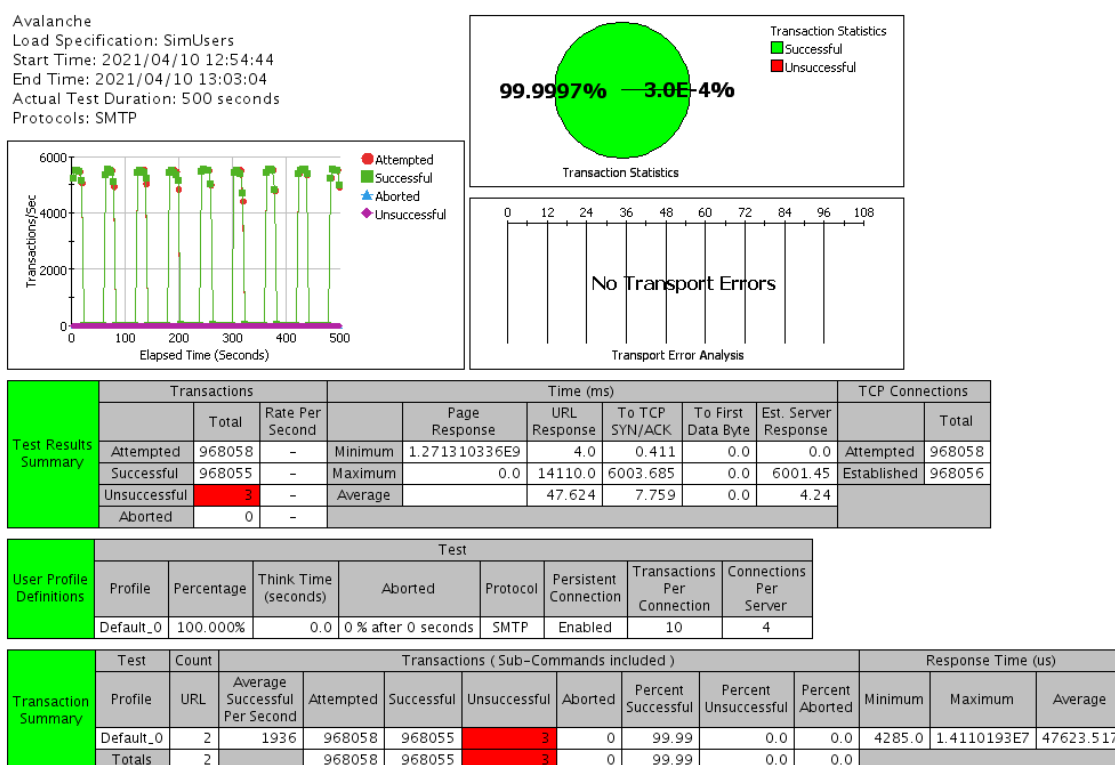 Avalanche
Load Specification: SimUsers
Start Time: 2021/04/10 12:54:44
End Time: 2021/04/10 13:03:04
Actual Test Duration: 500 seconds
Protocols: SMTP
Transaction Statistics
Successful
Unsuccessful
99.9997% 3.0E-4%
Transaction Statistics
6000
4000
2000
0
Transactions/Sec
0 100 200 300 400 500
Elapsed Time (Seconds)
Attempted
Successful
Aborted
Unsuccessful
0 12 24 36 48 60 72 84 96 108
No Transport Errors
Transport Error Analysis
Test Results Summary
Transactions Time (ms) TCP Connections
Total Rate Per Second Page Response URL Response To TCP SYN/ACK To First Data Byte Est. Server Response Total
Attempted 968058 – Minimum 1.271310336E9 4.0 0.411 0.0 0.0 Attempted 968058
Successful 968055 – Maximum 0.0 14110.0 6003.685 0.0 6001.45 Established 968056
Unsuccessful 3 – Average 47.624 7.759 0.0 4.24
Aborted 0 –
User Profile Definitions
Test
Profile Percentage Think Time (seconds) Aborted Protocol Persistent Connection Transactions Per Connection Connections Per Server
Default_0 100.000% 0.0 0 % after 0 seconds SMTP Enabled 10 4
Transaction Summary
Test Count Transactions ( Sub-Commands included ) Response Time (us)
Profile URL Average Successful Per Second Attempted Successful Unsuccessful Aborted Percent Successful Percent Unsuccessful Percent Aborted Minimum Maximum Average
Default_0 2 1936 968058 968055 3 0 99.99 0.0 0.0 4285.0 1.4110193E7 47623.517
Totals 2 968058 968055 3 0 99.99 0.0 0.0